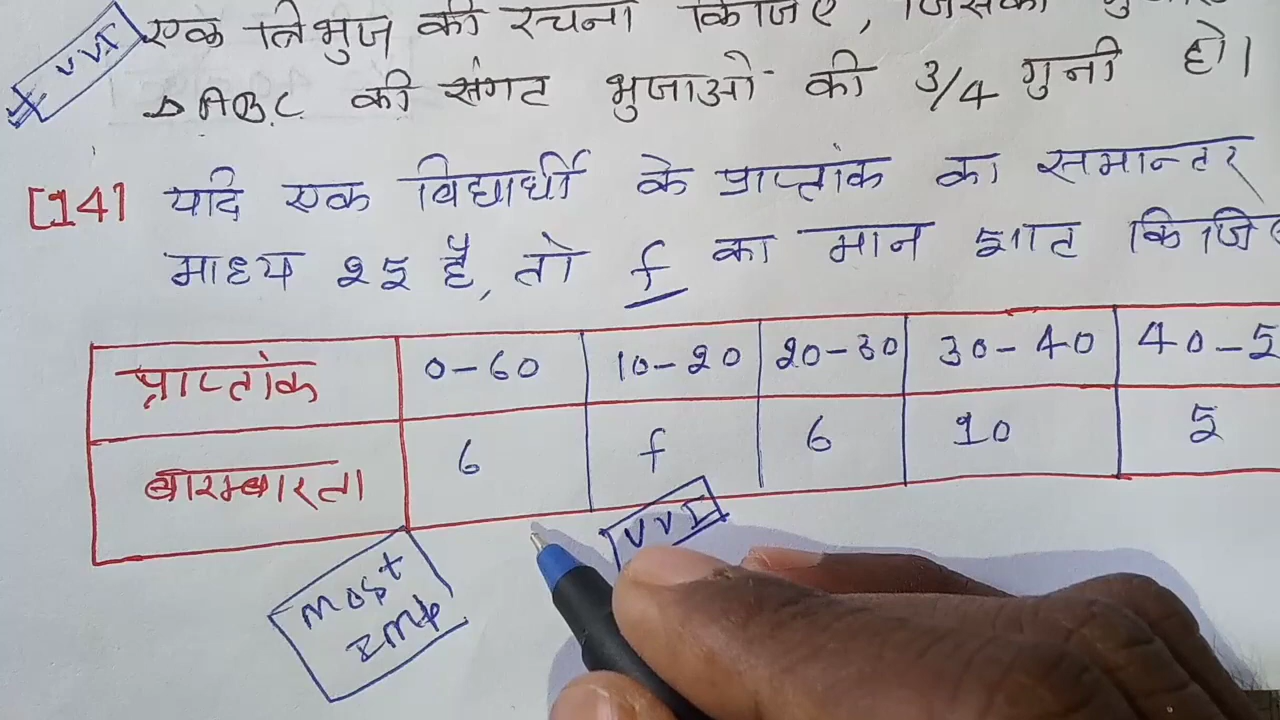 VVI एक त्रिभुज की रचना किजिए, जिसकी
△ABC की संगत भुजाओ की 3/4 गुनी हो।
[14] यदि एक विद्यार्थी के प्राप्तांक का समान्तर
माध्य 25 है, तो f का मान ज्ञात किजिए
प्राप्तांक 0-60 10-20 20-30 30-40 40-5
बारम्बारता 6 f 6 10 5
VVI
most
Imp